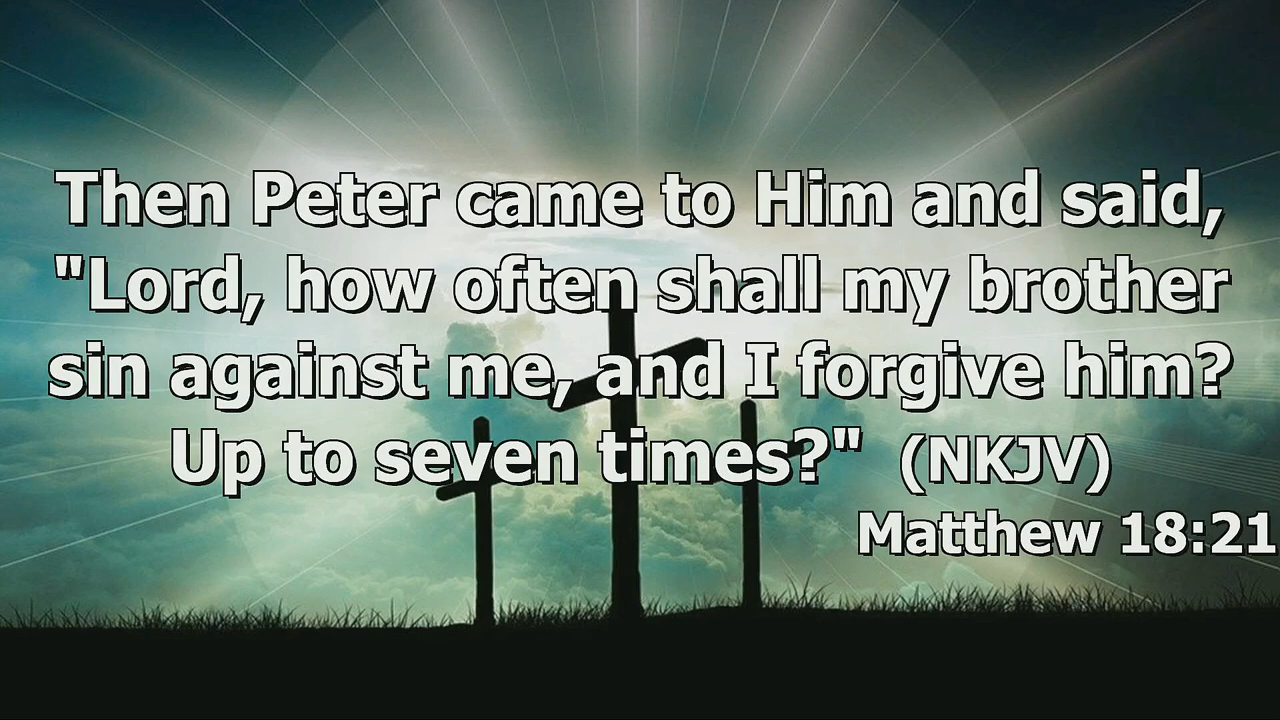 Then Peter came to Him and said,
"Lord, how often shall my brother
sin against me, and I forgive him?
Up to seven times?" (NKJV)
Matthew 18:21